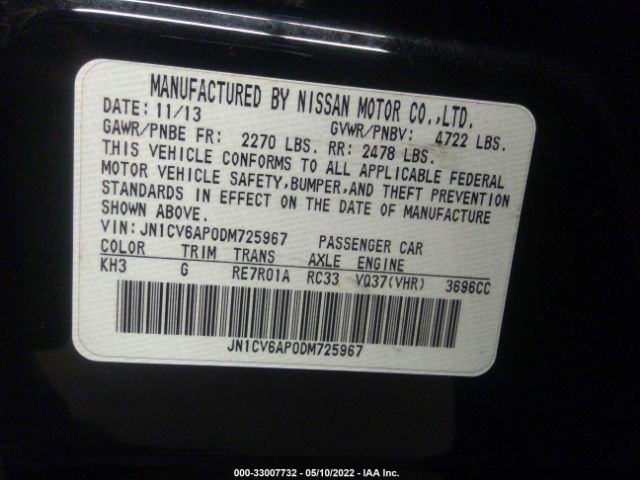 MANUFACTURED BY NISSAN MOTOR CO.,LTD.
DATE: 11/13 GVWR/PNBV: 4722 LBS.
GAWR/PNBE FR: 2270 LBS. RR: 2478 LBS.
THIS VEHICLE CONFORMS TO ALL APPLICABLE FEDERAL
MOTOR VEHICLE SAFETY,BUMPER,AND THEFT PREVENTION
STANDARDS IN EFFECT ON THE DATE OF MANUFACTURE
SHOWN ABOVE.
VIN: JN1CV6AP0DM725967 PASSENGER CAR
COLOR TRIM TRANS AXLE ENGINE
KH3 G RE7R01A RC33 VQ37(VHR) 3696CC
JN1CV6AP0DM725967
000-33007732 - 05/10/2022 - IAA Inc.